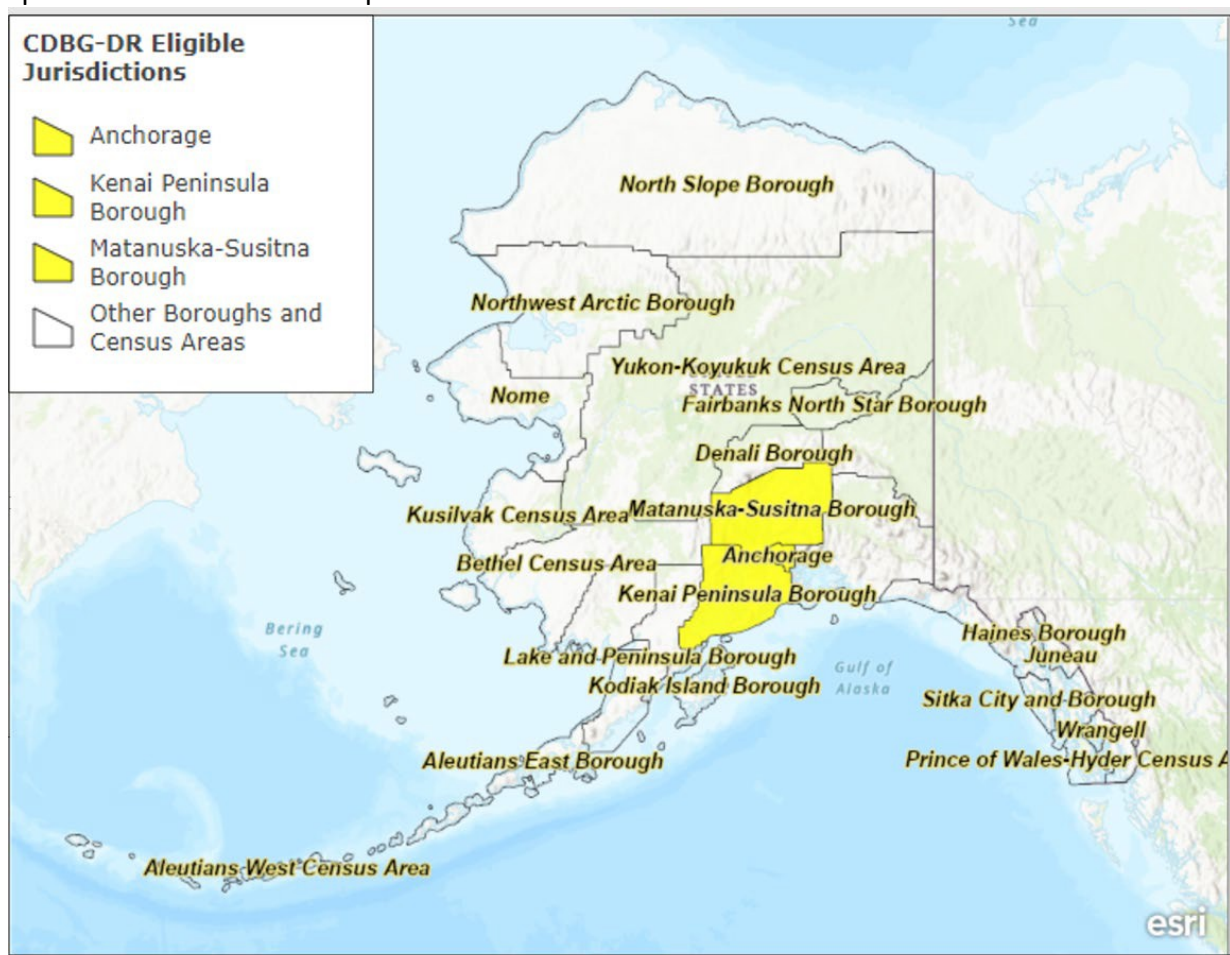 CDBG-DR Eligible
Jurisdictions
Anchorage
Kenai Peninsula
Borough
Matanuska-Susitna
Borough
Other Boroughs and
Census Areas
Sea
North Slope Borough
Northwest Arctic Borough
Yukon-Koyukuk Census Area
STATES
Nome
Fairbanks North Star Borough
Denali Borough
Kusilvak Census Area
Matanuska-Susitna Borough
Anchorage
Bethel Census Area
Kenai Peninsula Borough
Bering
Sea
Haines Borough
Juneau
Lake and Peninsula Borough
Gulf of
Alaska
Kodiak Island Borough
Sitka City and Borough
Wrangell
Aleutians East Borough
Prince of Wales-Hyder Census A
Aleutians West Census Area
esri